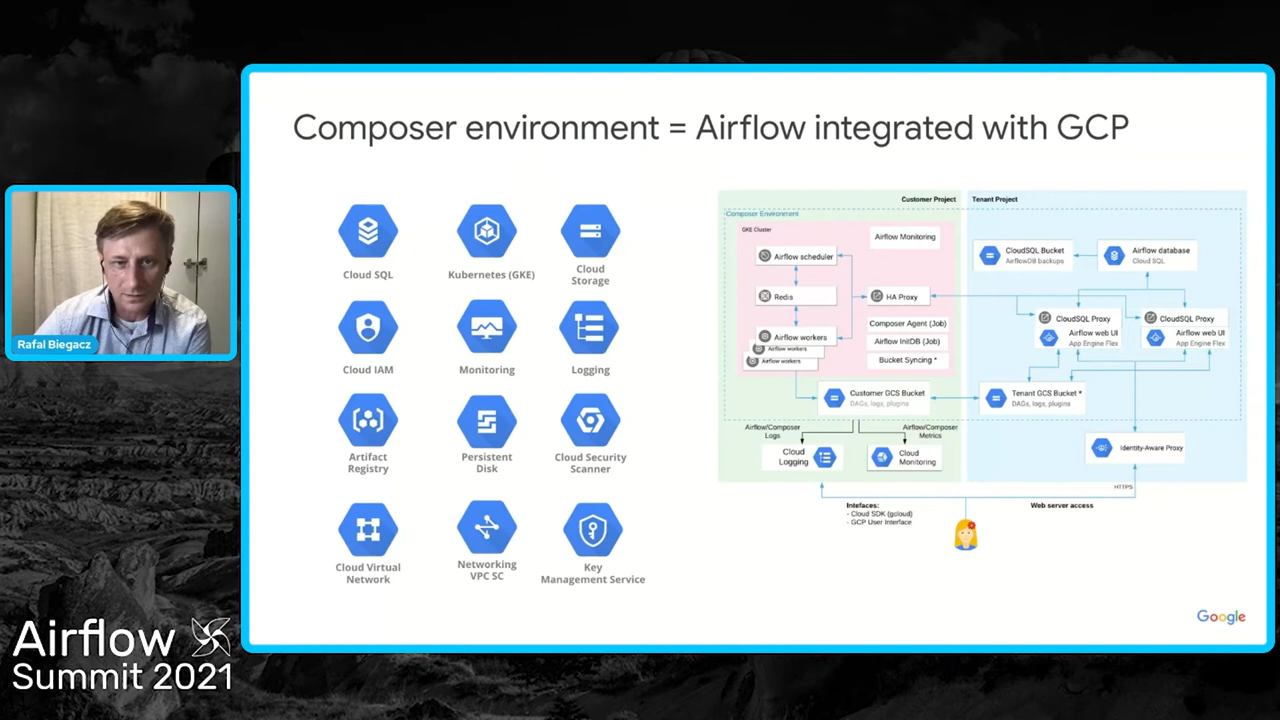 Composer environment = Airflow integrated with GCP
Cloud SQL
Kubernetes (GKE)
Cloud
Storage
Cloud IAM
Monitoring
Logging
Artifact
Registry
Persistent
Disk
Cloud Security
Scanner
Cloud Virtual
Network
Networking
VPC SC
Key
Management Service
Customer Project
Tenant Project
Composer Environment
GKE Cluster
Airflow Monitoring
Airflow scheduler
Redis
HA Proxy
Airflow workers
Airflow workers
Airflow workers
Composer Agent (Job)
Airflow InitDB (Job)
Bucket Syncing *
Customer GCS Bucket
DAGs, logs, plugins
CloudSQL Bucket
AirflowDB backups
Airflow database
Cloud SQL
CloudSQL Proxy
Airflow web UI
App Engine Flex
CloudSQL Proxy
Airflow web UI
App Engine Flex
Tenant GCS Bucket *
DAGs, logs, plugins
Airflow/Composer
Logs
Airflow/Composer
Metrics
Cloud
Logging
Cloud
Monitoring
Identity-Aware Proxy
HTTPS
Intefaces:
- Cloud SDK (gcloud)
- GCP User Interface
Web server access
Google
Rafal Biegacz
Airflow
Summit 2021